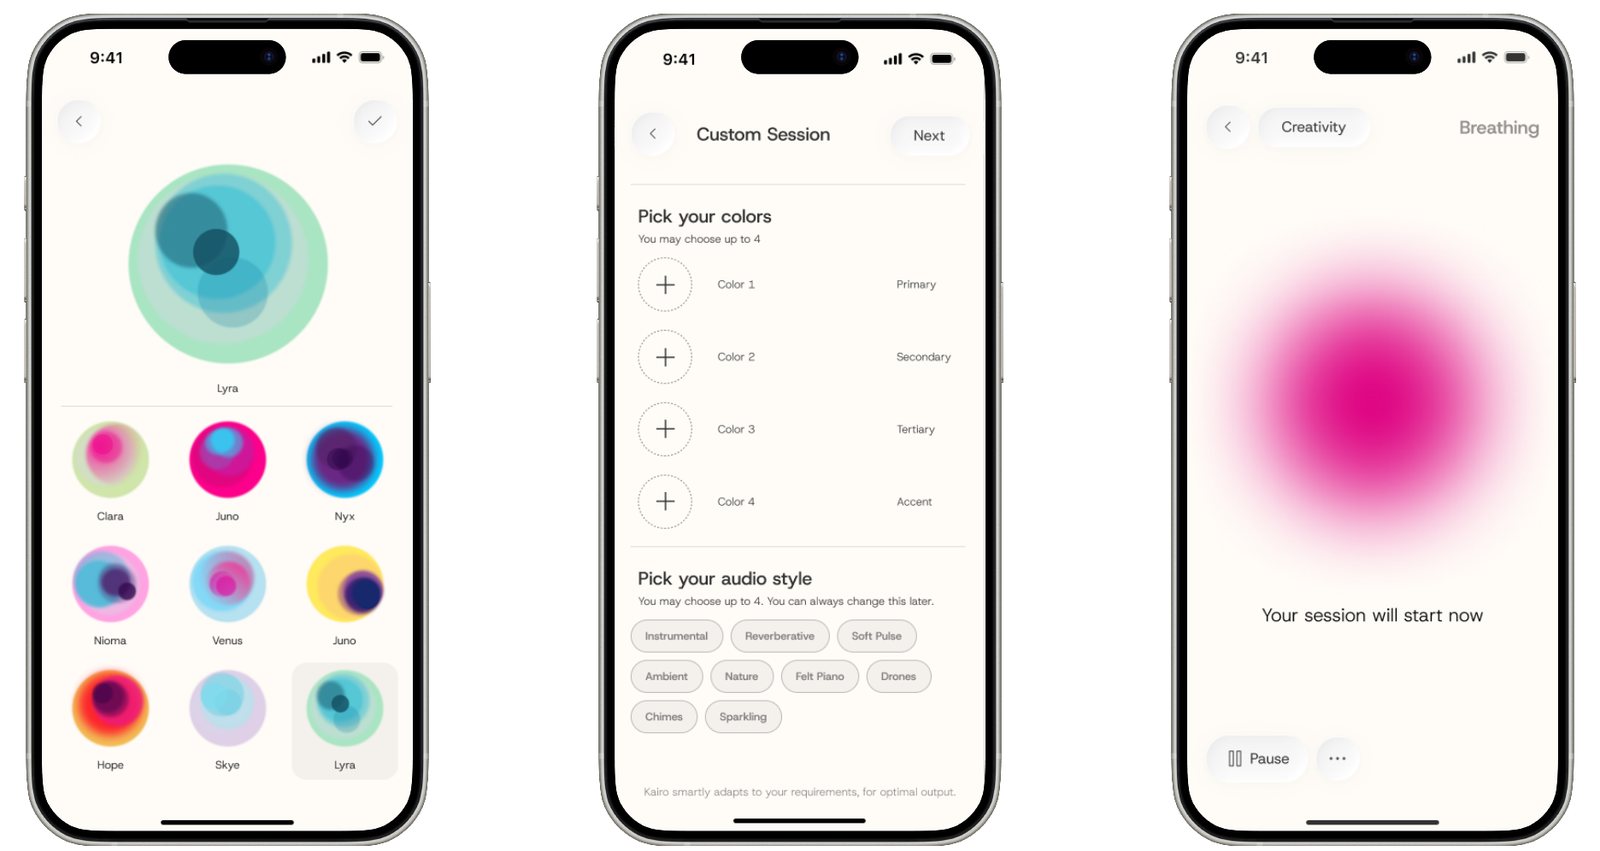 9:41
Lyra
Clara
Juno
Nyx
Nioma
Venus
Juno
Hope
Skye
Lyra
9:41
Custom Session
Next
Pick your colors
You may choose up to 4
Color 1
Primary
Color 2
Secondary
Color 3
Tertiary
Color 4
Accent
Pick your audio style
You may choose up to 4. You can always change this later.
Instrumental
Reverberative
Soft Pulse
Ambient
Nature
Felt Piano
Drones
Chimes
Sparkling
Kairo smartly adapts to your requirements, for optimal output.
9:41
Creativity
Breathing
Your session will start now
Pause